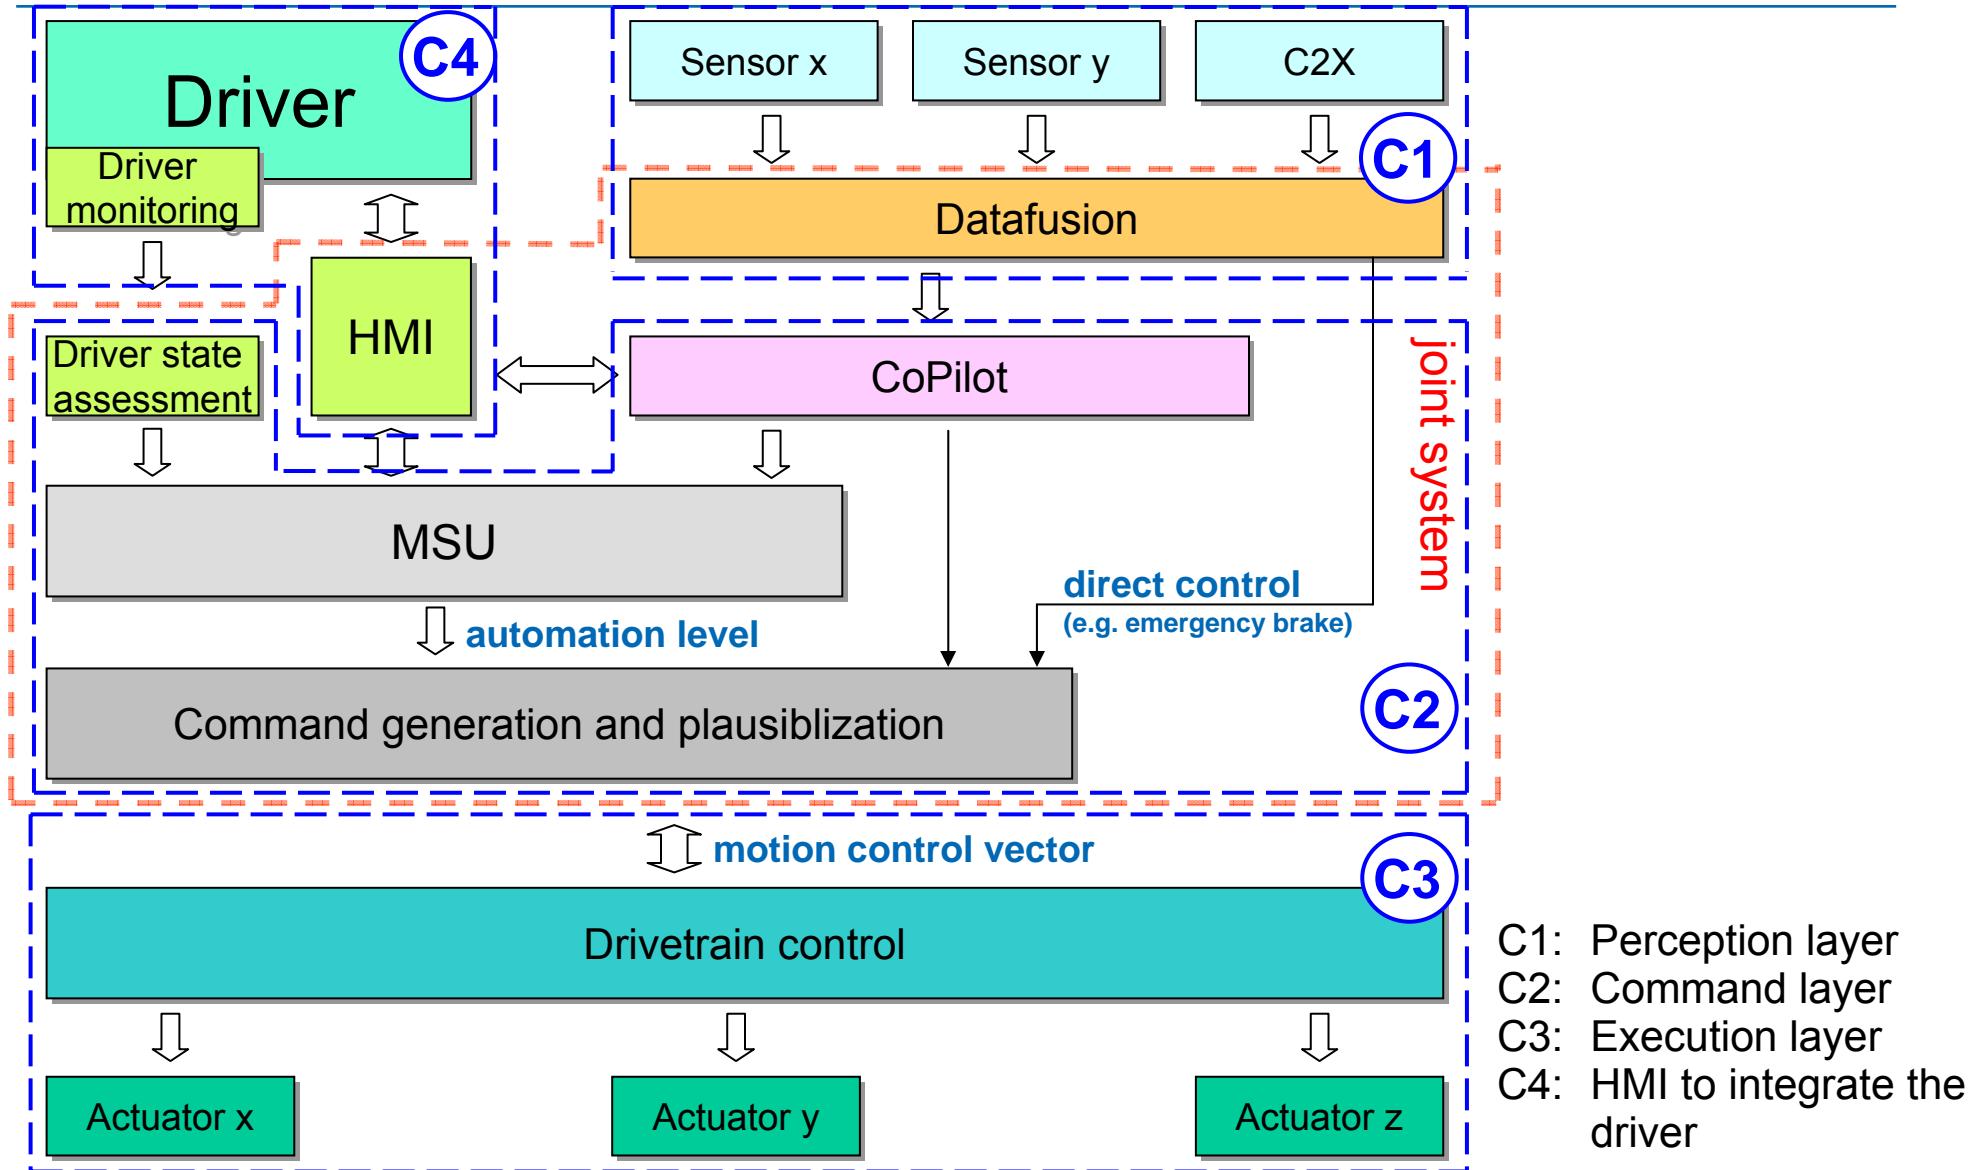 Driver
C4
Sensor x
Sensor y
C2X
Driver
monitoring
C1
Datafusion
HMI
Driver state
assessment
CoPilot
joint system
MSU
direct control
(e.g. emergency brake)
automation level
Command generation and plausiblization
C2
motion control vector
C3
Drivetrain control
Actuator x
Actuator y
Actuator z
C1: Perception layer
C2: Command layer
C3: Execution layer
C4: HMI to integrate the
driver